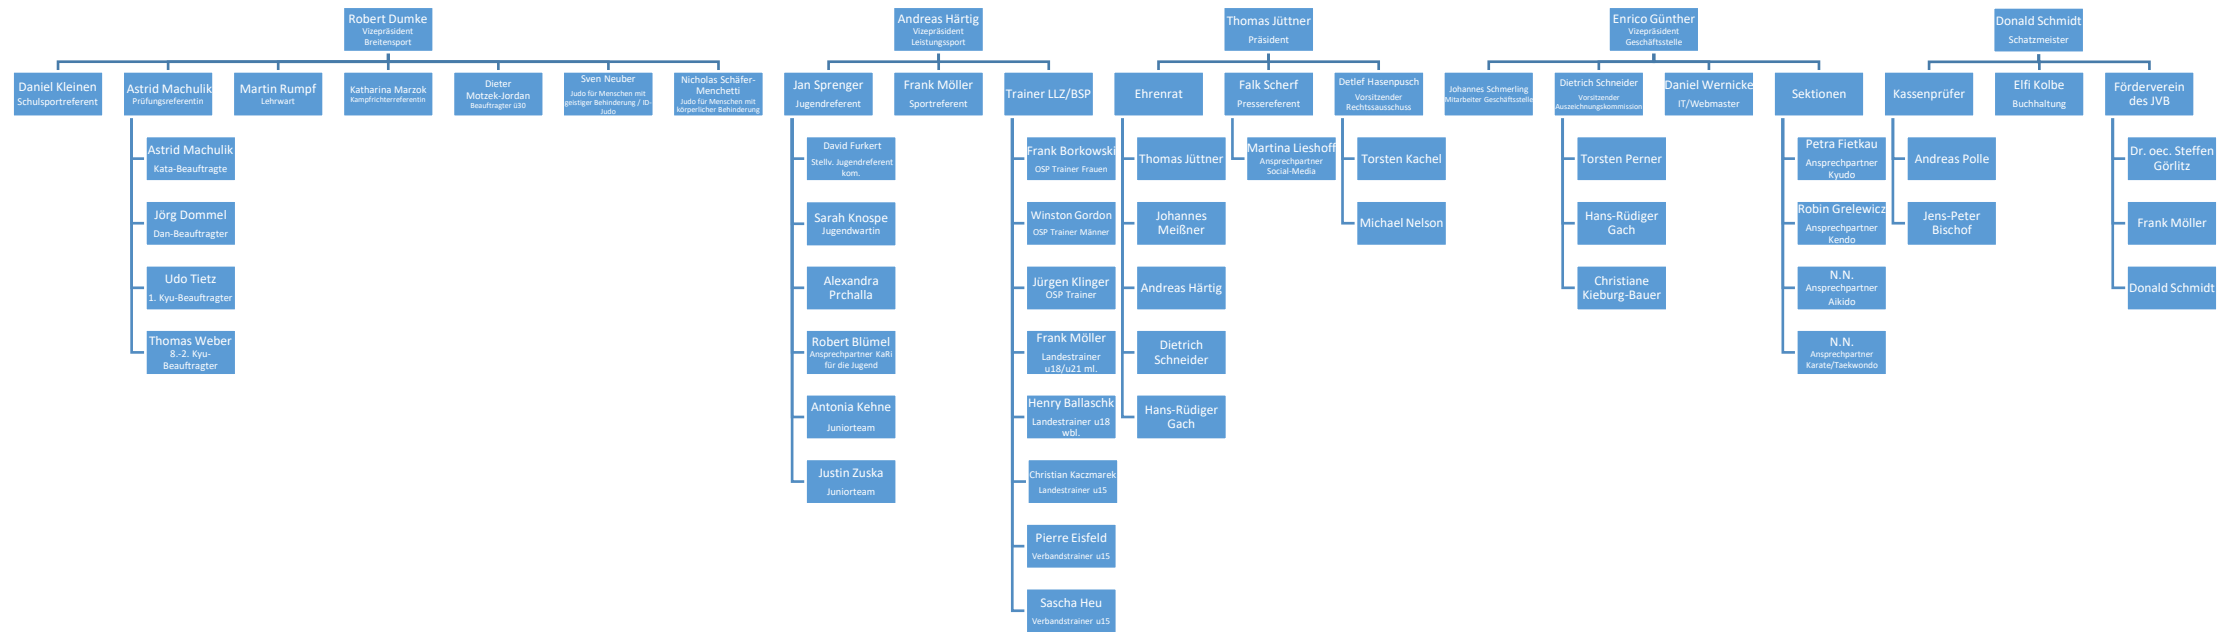 Robert Dumke
Vizepräsident
Breitensport
Daniel Kleinen
Schulsportreferent
Astrid Machulik
Prüfungsreferentin
Astrid Machulik
Kata-Beauftragte
Jörg Dommel
Dan-Beauftragter
Udo Tietz
1. Kyu-Beauftragter
Thomas Weber
8.-2. Kyu-
Beauftragter
Martin Rumpf
Lehrwart
Katharina Marzok
Kampfrichterreferentin
Dieter
Motzek-Jordan
Beauftragter ü30
Sven Neuber
Judo für Menschen mit
geistiger Behinderung / ID-
Judo
Nicholas Schäfer-
Menchetti
Judo für Menschen mit
körperlicher Behinderung
Andreas Härtig
Vizepräsident
Leistungssport
Jan Sprenger
Jugendreferent
David Furkert
Stellv. Jugendreferent
kom.
Sarah Knospe
Jugendwartin
Alexandra
Prchalla
Robert Blümel
Ansprechpartner KaRi
für die Jugend
Antonia Kehne
Juniorteam
Justin Zuska
Juniorteam
Frank Möller
Sportreferent
Trainer LLZ/BSP
Frank Borkowski
OSP Trainer Frauen
Winston Gordon
OSP Trainer Männer
Jürgen Klinger
OSP Trainer
Frank Möller
Landestrainer
u18/u21 ml.
Henry Ballaschk
Landestrainer u18
wbl.
Christian Kaczmarek
Landestrainer u15
Pierre Eisfeld
Verbandstrainer u15
Sascha Heu
Verbandstrainer u15
Thomas Jüttner
Präsident
Ehrenrat
Thomas Jüttner
Johannes
Meißner
Andreas Härtig
Dietrich
Schneider
Hans-Rüdiger
Gach
Falk Scherf
Pressereferent
Martina Lieshoff
Ansprechpartner
Social-Media
Detlef Hasenpusch
Vorsitzender
Rechtssausschuss
Torsten Kachel
Michael Nelson
Enrico Günther
Vizepräsident
Geschäftsstelle
Johannes Schmerling
Mitarbeiter Geschäftsstelle
Dietrich Schneider
Vorsitzender
Auszeichnungskommission
Torsten Perner
Hans-Rüdiger
Gach
Christiane
Kieburg-Bauer
Daniel Wernicke
IT/Webmaster
Sektionen
Petra Fietkau
Ansprechpartner
Kyudo
Robin Grelewicz
Ansprechpartner
Kendo
N.N.
Ansprechpartner
Aikido
N.N.
Ansprechpartner
Karate/Taekwondo
Donald Schmidt
Schatzmeister
Kassenprüfer
Andreas Polle
Jens-Peter
Bischof
Elfi Kolbe
Buchhaltung
Förderverein
des JVB
Dr. oec. Steffen
Görlitz
Frank Möller
Donald Schmidt